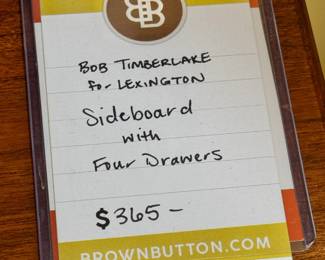 BB
BOB TIMBERLAKE
for LEXINGTON
Sideboard
with
Four Drawers
$365-
BROWNBUTTON.COM